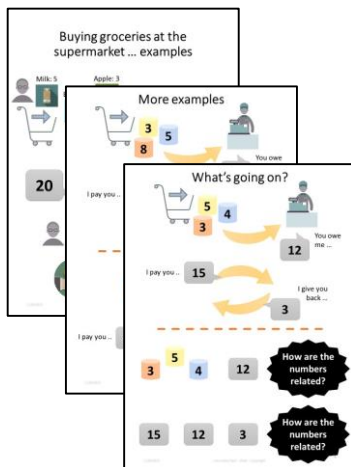 Buying groceries at the
supermarket ... examples
Milk: 5
Apple: 3
20
More examples
3
5
8
You owe
I pay you ..
I pay you ..
What's going on?
5
4
3
You owe
me ...
12
I pay you ..
15
I give you
back ...
3
5
3
4
12
How are the
numbers
related?
15
12
3
How are the
numbers
related?